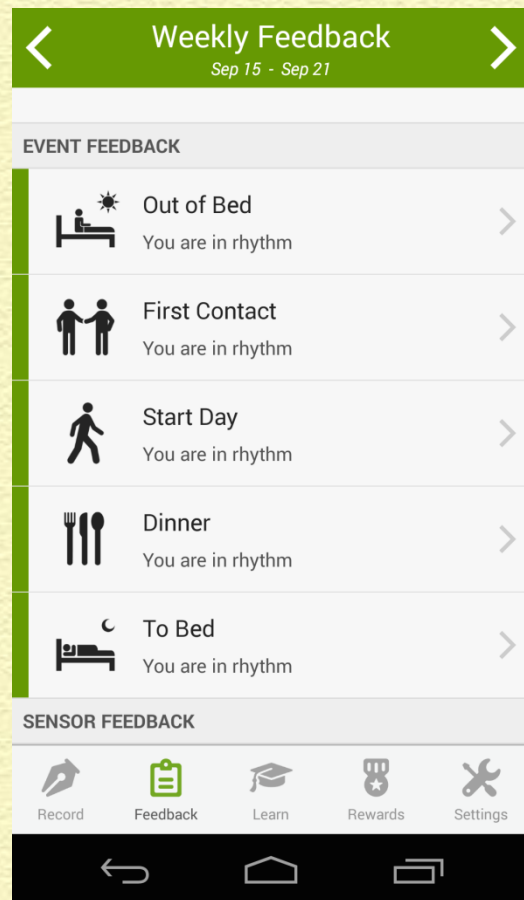 Weekly Feedback
Sep 15 - Sep 21
EVENT FEEDBACK
Out of Bed
You are in rhythm
First Contact
You are in rhythm
Start Day
You are in rhythm
Dinner
You are in rhythm
To Bed
You are in rhythm
SENSOR FEEDBACK
Record Feedback Learn Rewards Settings